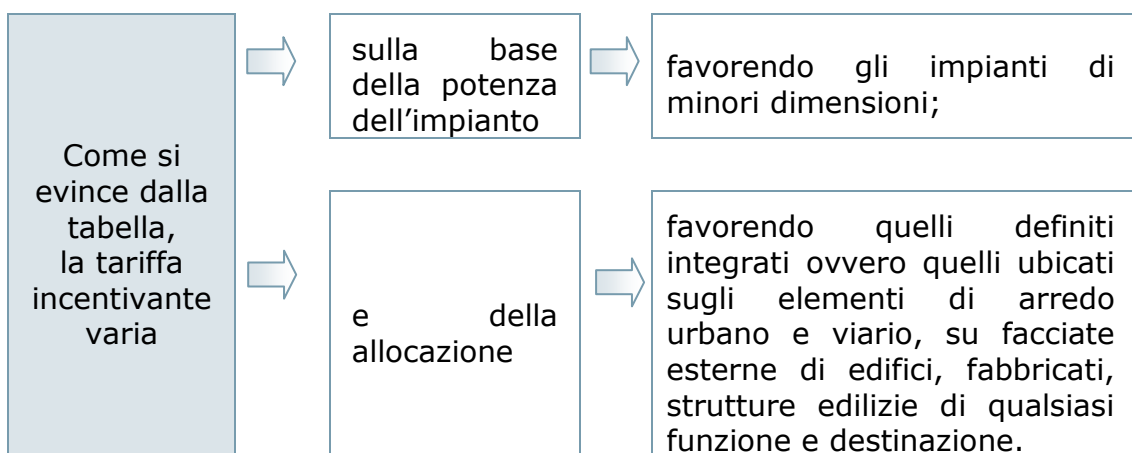 Come si
evince dalla
tabella,
la tariffa
incentivante
varia
sulla base
della potenza
dell’impianto
favorendo gli impianti di
minori dimensioni;
e della
allocazione
favorendo quelli definiti
integrati ovvero quelli ubicati
sugli elementi di arredo
urbano e viario, su facciate
esterne di edifici, fabbricati,
strutture edilizie di qualsiasi
funzione e destinazione.